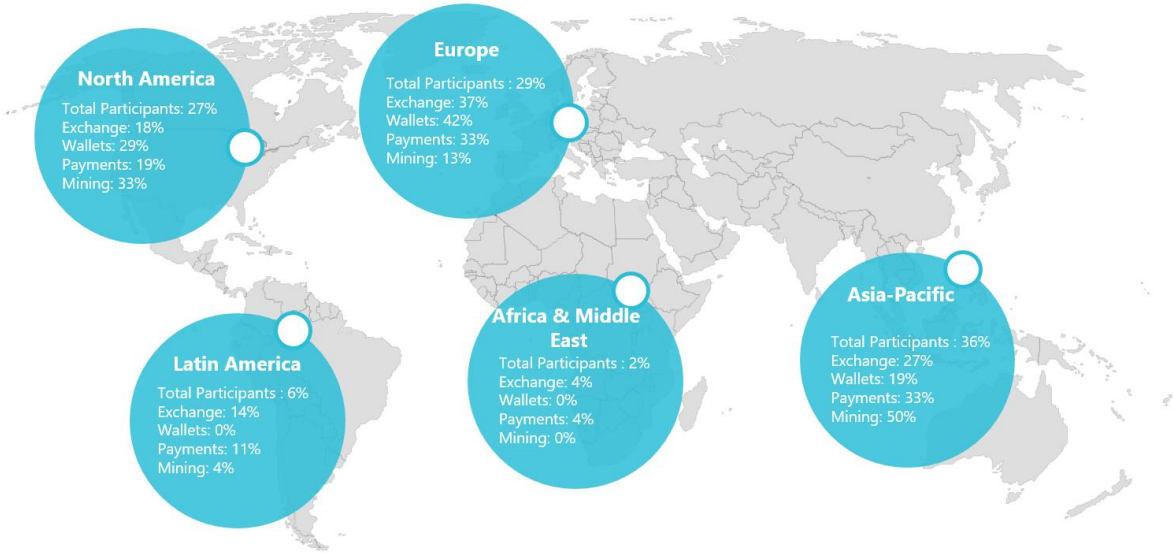 North America
Total Participants: 27%
Exchange: 18%
Wallets: 29%
Payments: 19%
Mining: 33%
Europe
Total Participants : 29%
Exchange: 37%
Wallets: 42%
Payments: 33%
Mining: 13%
Latin America
Total Participants : 6%
Exchange: 14%
Wallets: 0%
Payments: 11%
Mining: 4%
Africa & Middle
East
Total Participants : 2%
Exchange: 4%
Wallets: 0%
Payments: 4%
Mining: 0%
Asia-Pacific
Total Participants : 36%
Exchange: 27%
Wallets: 19%
Payments: 33%
Mining: 50%